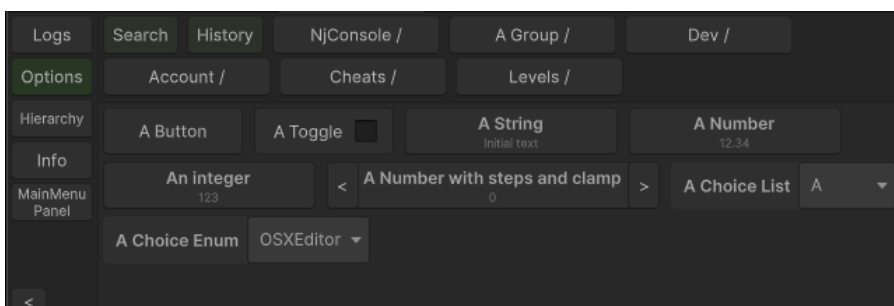 Logs
Search History NjConsole / A Group / Dev /
Options
Account / Cheats / Levels /
Hierarchy
A Button A Toggle A String A Number
Initial text 12.34
Info
An integer < A Number with steps and clamp > A Choice List A
123 0
MainMenu
Panel
A Choice Enum OSXEditor
<